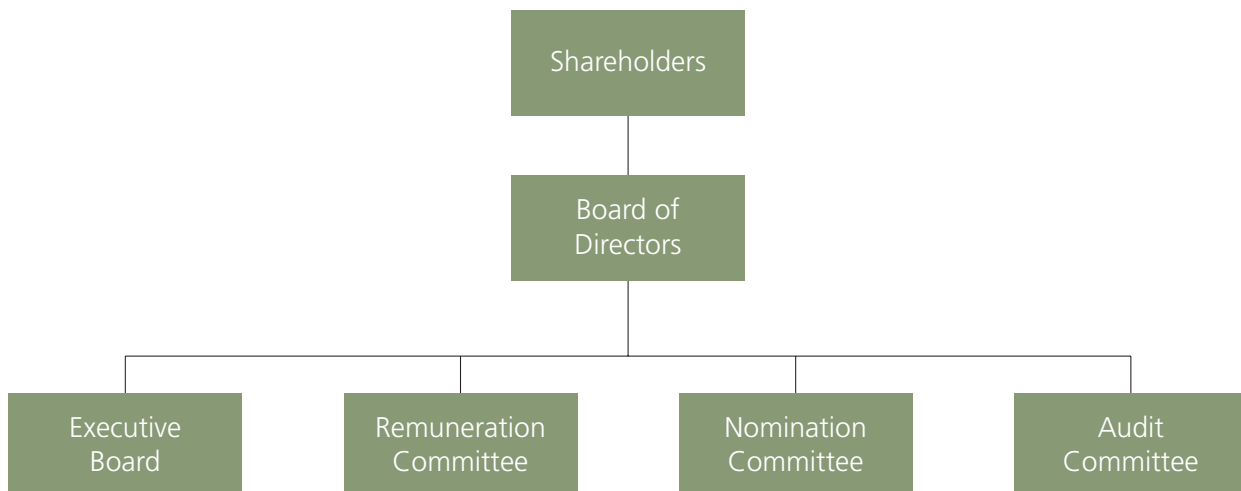 Shareholders
Board of
Directors
Executive
Board
Remuneration
Committee
Nomination
Committee
Audit
Committee